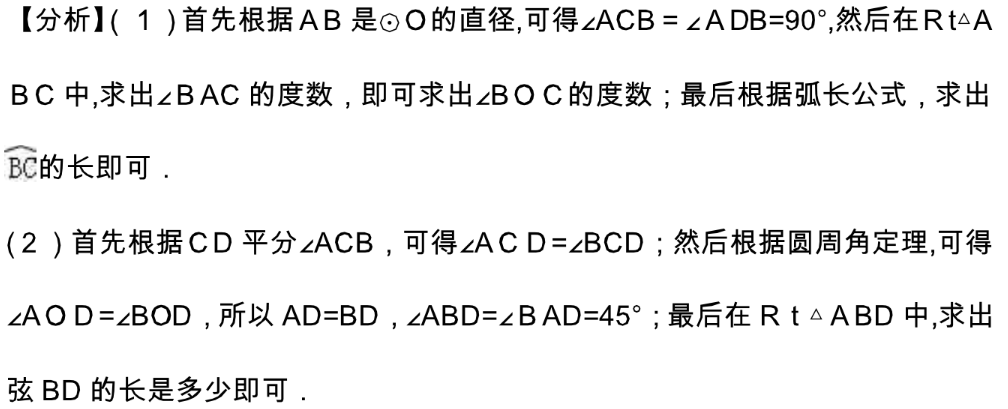 【分析】(1)首先根据AB是⊙O的直径,可得∠ACB=∠ADB=90°,然后在Rt△A
BC中,求出∠BAC的度数，即可求出∠BOC的度数；最后根据弧长公式，求出
$\widehat{BC}$的长即可．
(2)首先根据CD平分∠ACB，可得∠ACD=∠BCD；然后根据圆周角定理,可得
∠AOD=∠BOD，所以AD=BD，∠ABD=∠BAD=45°；最后在Rt△ABD中,求出
弦BD的长是多少即可．